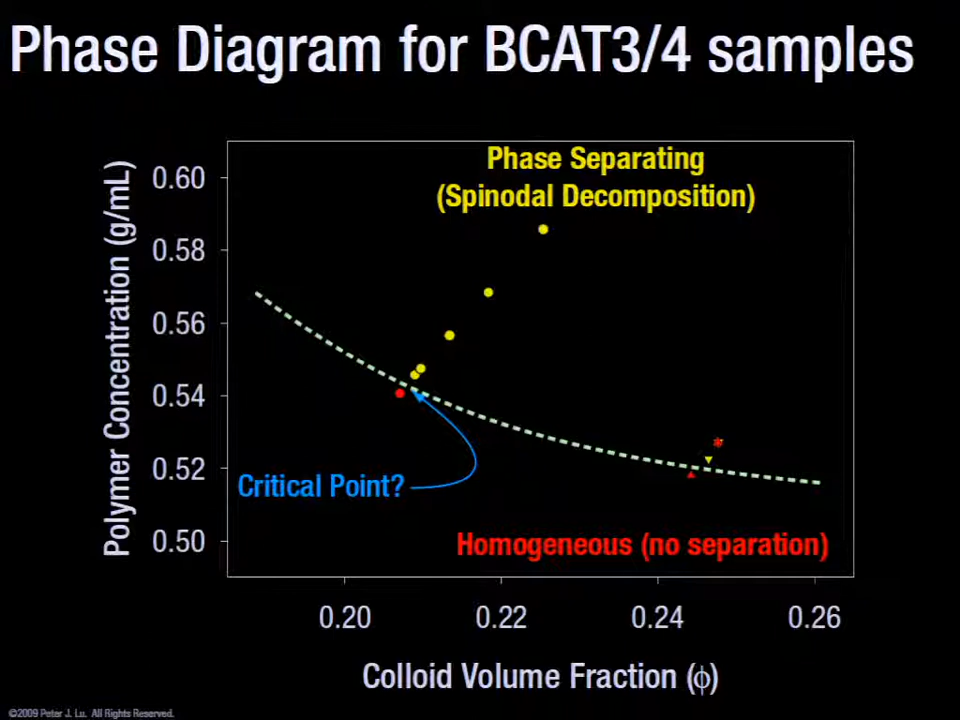 Phase Diagram for BCAT3/4 samples
Phase Separating
(Spinodal Decomposition)
Polymer Concentration (g/mL)
0.60
0.58
0.56
0.54
0.52
0.50
Critical Point?
Homogeneous (no separation)
0.20 0.22 0.24 0.26
Colloid Volume Fraction (ϕ)
©2009 Peter J. Lu. All Rights Reserved.